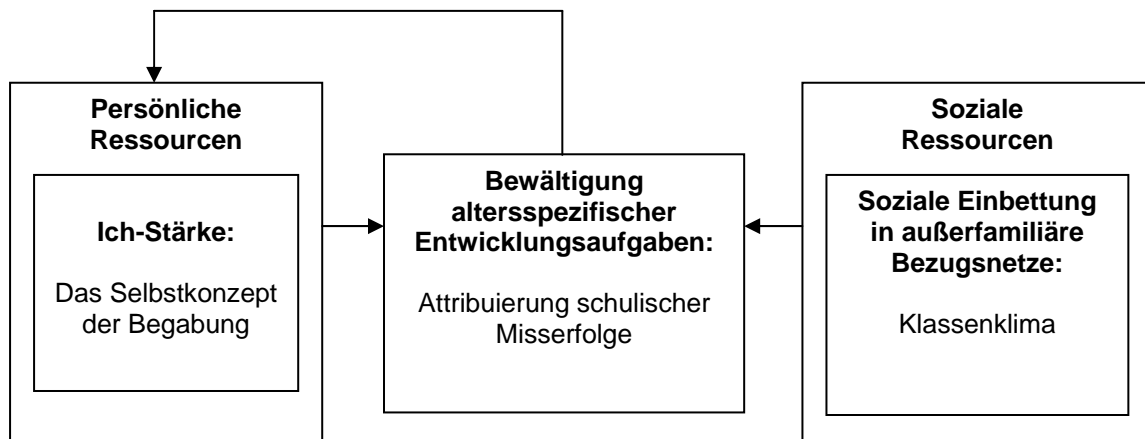 Persönliche
Ressourcen
Ich-Stärke:
Das Selbstkonzept
der Begabung
Bewältigung
altersspezifischer
Entwicklungsaufgaben:
Attribuierung schulischer
Misserfolge
Soziale
Ressourcen
Soziale Einbettung
in außerfamiliäre
Bezugsnetze:
Klassenklima